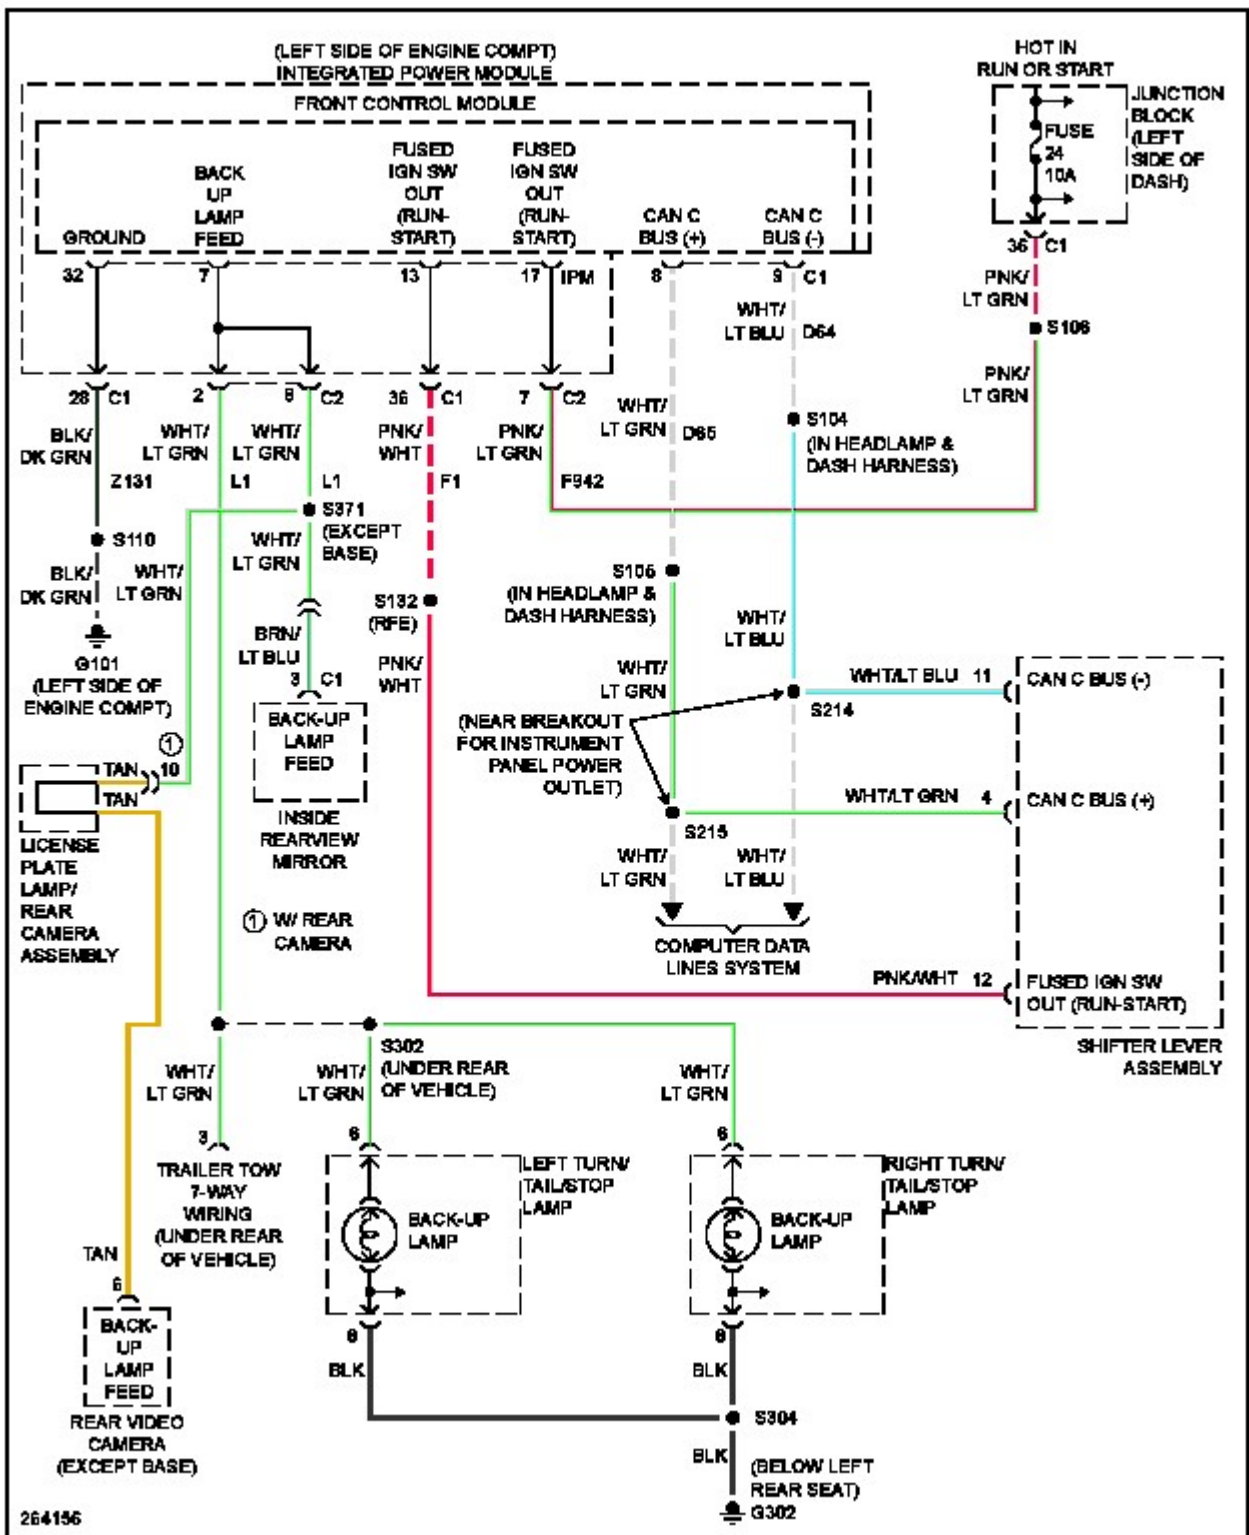 (LEFT SIDE OF ENGINE COMPT)
INTEGRATED POWER MODULE
FRONT CONTROL MODULE
HOT IN
RUN OR START
JUNCTION
BLOCK
(LEFT
SIDE OF
DASH)
FUSE
24
10A
GROUND
BACK
UP
LAMP
FEED
FUSED
IGN SW
OUT
(RUN-
START)
FUSED
IGN SW
OUT
(RUN-
START)
CAN C
BUS (+)
CAN C
BUS (-)
32
7
13
17
IPM
8
9
C1
36
C1
PNK/
LT GRN
S106
PNK/
LT GRN
WHT/
LT BLU
D64
28
C1
2
8
C2
36
C1
7
C2
BLK/
DK GRN
Z131
WHT/
LT GRN
L1
WHT/
LT GRN
L1
PNK/
WHT
F1
PNK/
LT GRN
F942
WHT/
LT GRN
D65
S104
(IN HEADLAMP &
DASH HARNESS)
S110
BLK/
DK GRN
G101
(LEFT SIDE OF
ENGINE COMPT)
WHT/
LT GRN
S371
(EXCEPT
BASE)
WHT/
LT GRN
BRN/
LT BLU
3
C1
BACK-UP
LAMP
FEED
INSIDE
REARVIEW
MIRROR
S132
(RFE)
PNK/
WHT
S105
(IN HEADLAMP &
DASH HARNESS)
WHT/
LT GRN
WHT/
LT BLU
WHT/LT BLU
11
CAN C BUS (-)
S214
(NEAR BREAKOUT
FOR INSTRUMENT
PANEL POWER
OUTLET)
WHT/LT GRN
4
CAN C BUS (+)
S215
WHT/
LT GRN
WHT/
LT BLU
COMPUTER DATA
LINES SYSTEM
PNK/WHT
12
FUSED IGN SW
OUT (RUN-START)
SHIFTER LEVER
ASSEMBLY
1
TAN
10
TAN
LICENSE
PLATE
LAMP/
REAR
CAMERA
ASSEMBLY
1 W/ REAR
CAMERA
S302
(UNDER REAR
OF VEHICLE)
WHT/
LT GRN
WHT/
LT GRN
WHT/
LT GRN
3
TRAILER TOW
7-WAY
WIRING
(UNDER REAR
OF VEHICLE)
6
LEFT TURN/
TAIL/STOP
LAMP
BACK-UP
LAMP
6
RIGHT TURN/
TAIL/STOP
LAMP
BACK-UP
LAMP
TAN
6
BACK-
UP
LAMP
FEED
REAR VIDEO
CAMERA
(EXCEPT BASE)
8
BLK
8
BLK
S304
BLK
(BELOW LEFT
REAR SEAT)
G302
264156